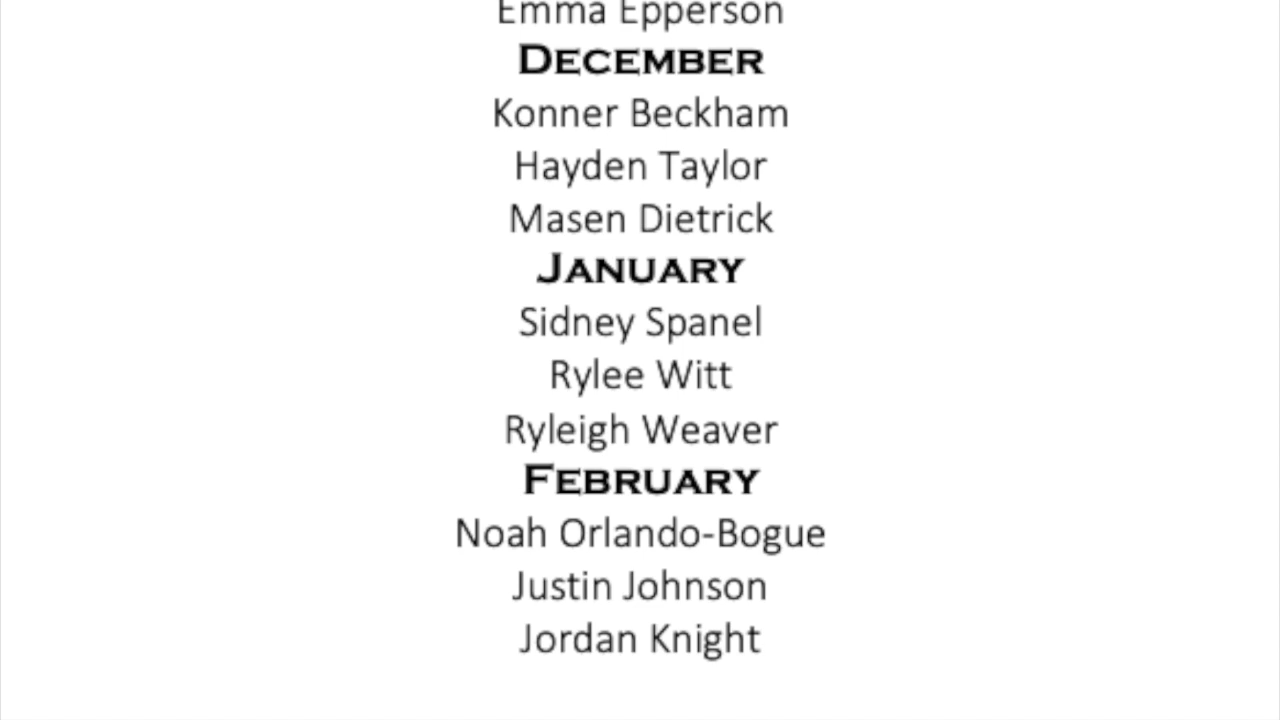 Emma Epperson
DECEMBER
Konner Beckham
Hayden Taylor
Masen Dietrick
JANUARY
Sidney Spanel
Rylee Witt
Ryleigh Weaver
FEBRUARY
Noah Orlando-Bogue
Justin Johnson
Jordan Knight